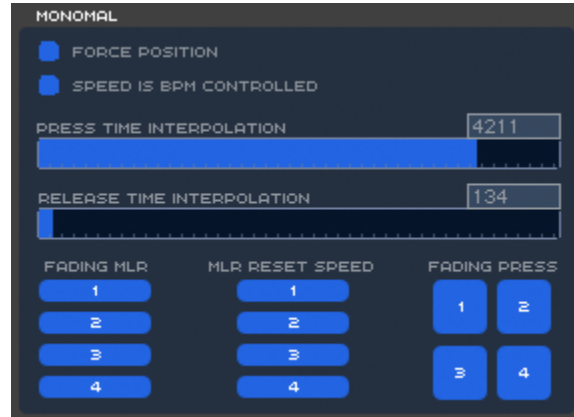 MONOMAL
FORCE POSITION
SPEED IS BPM CONTROLLED
PRESS TIME INTERPOLATION 4211
RELEASE TIME INTERPOLATION 134
FADING MLR MLR RESET SPEED FADING PRESS
1 1 1 2
2 2
3 3 3 4
4 4